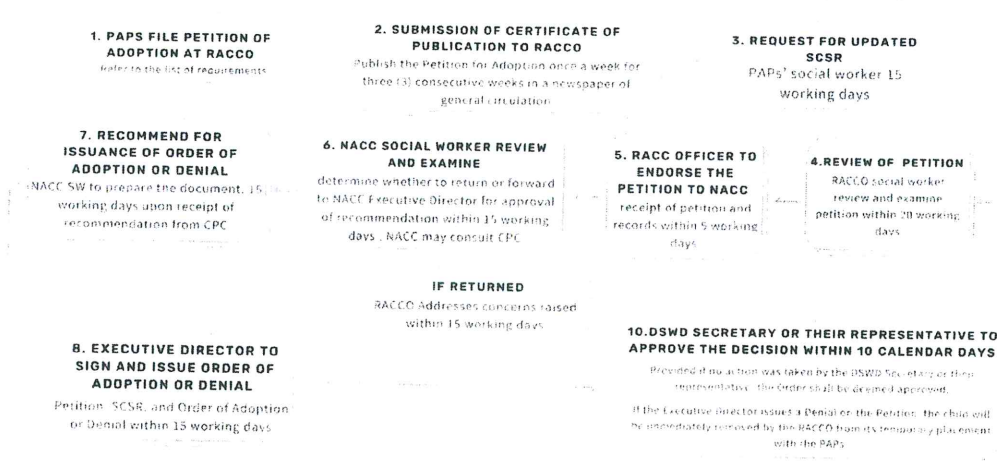 1. PAPS FILE PETITION OF
ADOPTION AT RACCO
Refer to the list of requirements
2. SUBMISSION OF CERTIFICATE OF
PUBLICATION TO RACCO
Publish the Petition for Adoption once a week for
three (3) consecutive weeks in a newspaper of
general circulation
3. REQUEST FOR UPDATED
SCSR
PAPs' social worker 15
working days
4.REVIEW OF PETITION
RACCO social worker
review and examine
petition within 20 working
days
5. RACC OFFICER TO
ENDORSE THE
PETITION TO NACC
receipt of petition and
records within 5 working
days
6. NACC SOCIAL WORKER REVIEW
AND EXAMINE
determine whether to return or forward
to NACC Executive Director for approval
of recommendation within 15 working
days . NACC may consult CPC
7. RECOMMEND FOR
ISSUANCE OF ORDER OF
ADOPTION OR DENIAL
NACC SW to prepare the document. 15
working days upon receipt of
recommendation from CPC
IF RETURNED
RACCO Addresses concerns raised
within 15 working days
8. EXECUTIVE DIRECTOR TO
SIGN AND ISSUE ORDER OF
ADOPTION OR DENIAL
Petition, SCSR, and Order of Adoption
or Denial within 15 working days
10.DSWD SECRETARY OR THEIR REPRESENTATIVE TO
APPROVE THE DECISION WITHIN 10 CALENDAR DAYS
Provided if no action was taken by the DSWD Secretary or their
representative, the Order shall be deemed approved.
If the Executive Director issues a Denial on the Petition, the child will
be immediately removed by the RACCO from its temporary placement
with the PAPs